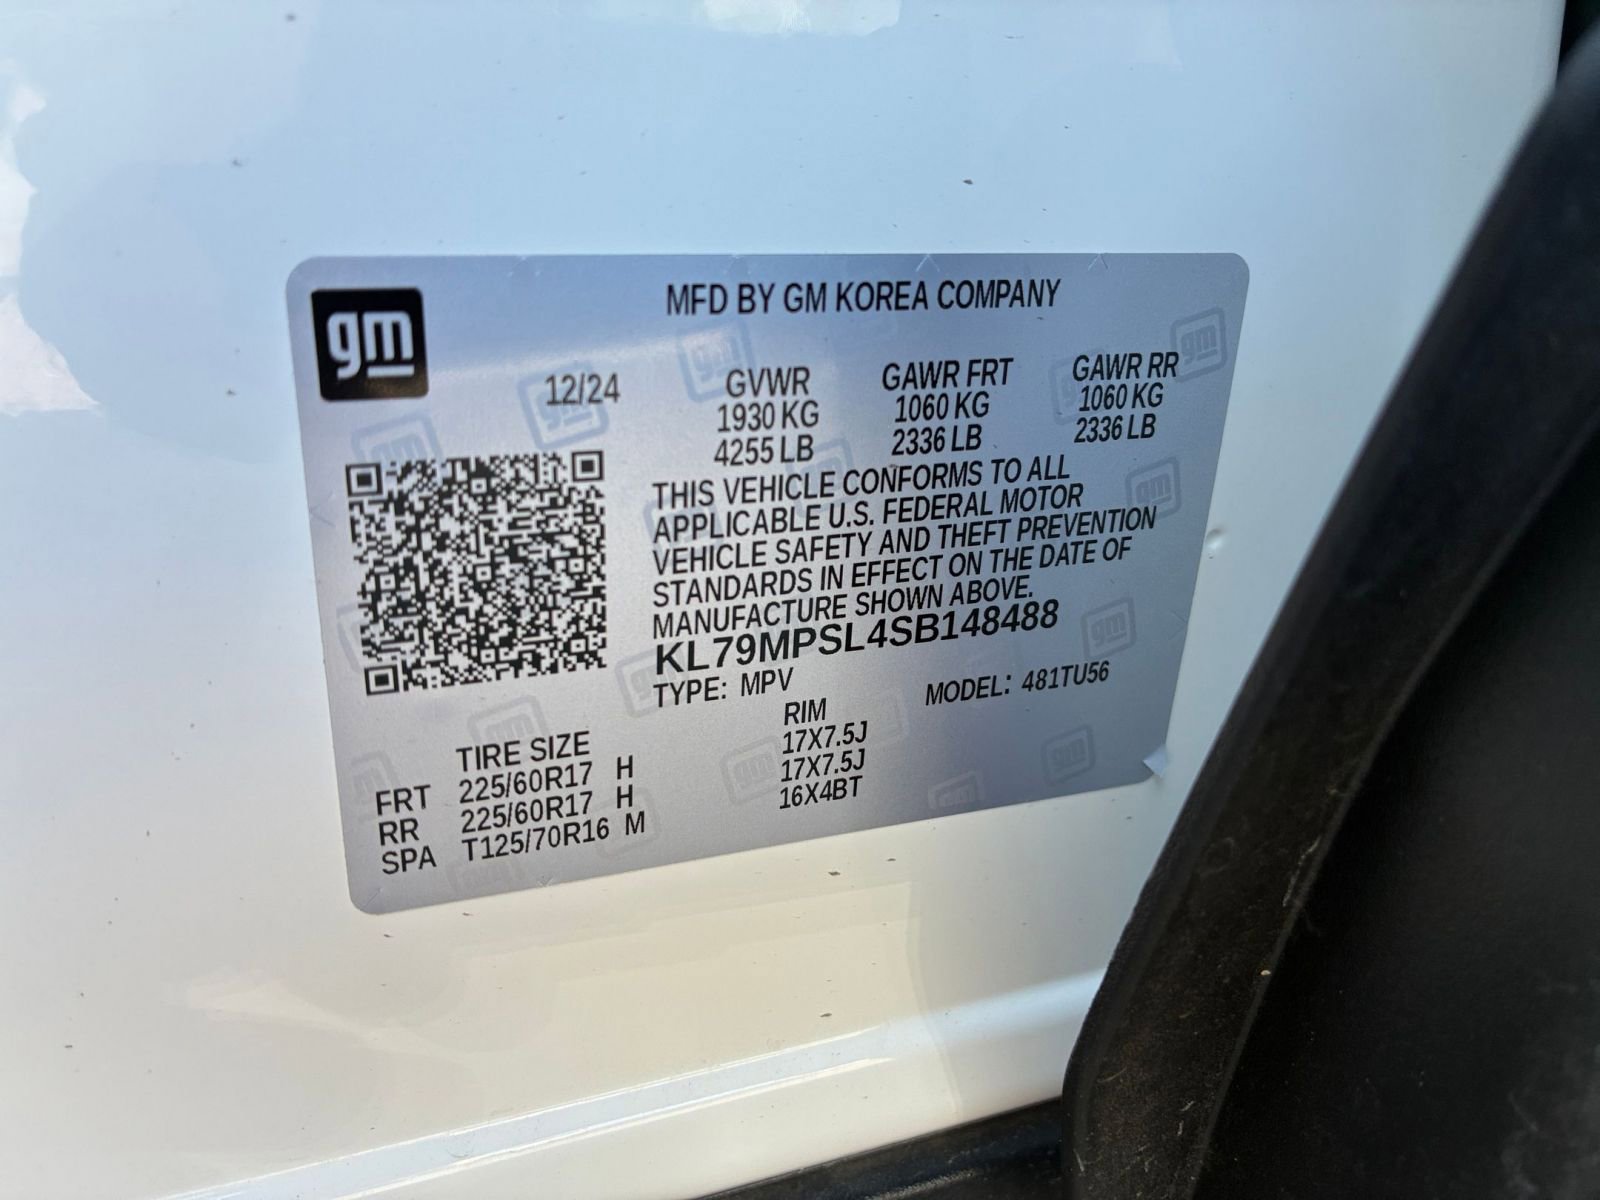 gm
MFD BY GM KOREA COMPANY
12/24 GVWR GAWR FRT GAWR RR
1930 KG 1060 KG 1060 KG
4255 LB 2336 LB 2336 LB
THIS VEHICLE CONFORMS TO ALL
APPLICABLE U.S. FEDERAL MOTOR
VEHICLE SAFETY AND THEFT PREVENTION
STANDARDS IN EFFECT ON THE DATE OF
MANUFACTURE SHOWN ABOVE.
KL79MPSL4SB148488
TYPE: MPV MODEL: 481TU56
TIRE SIZE RIM
FRT 225/60R17 H 17X7.5J
RR 225/60R17 H 17X7.5J
SPA T125/70R16 M 16X4BT